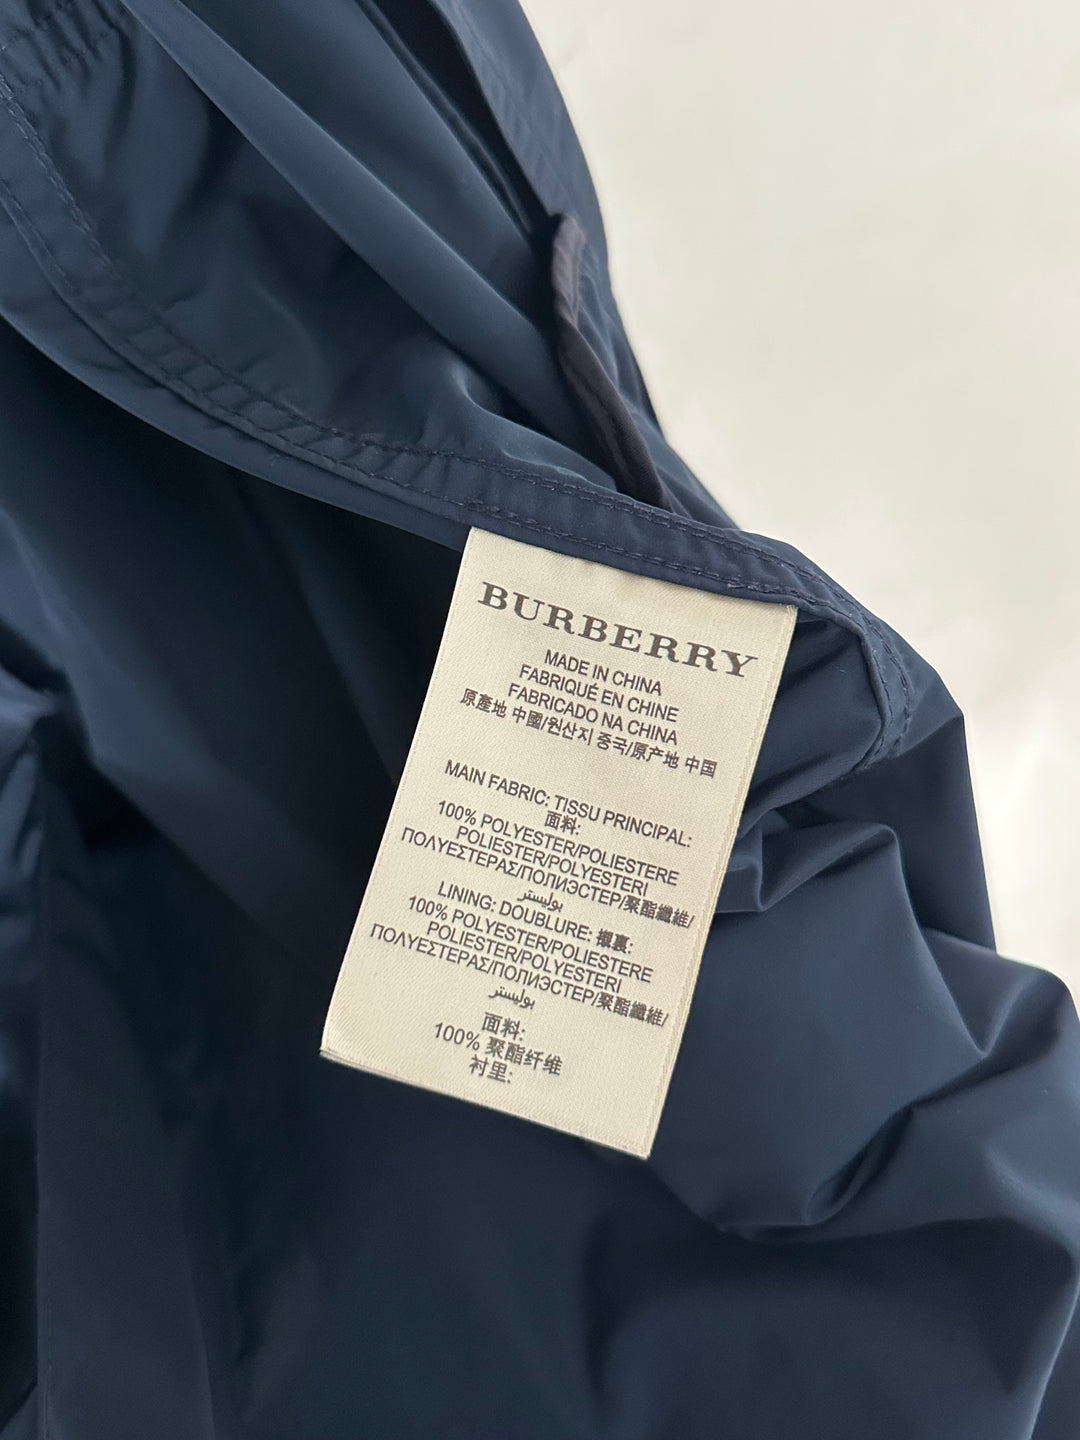 BURBERRY
MADE IN CHINA
FABRIQUÉ EN CHINE
FABRICADO NA CHINA
原產地 中國/원산지 중국/原产地 中国
MAIN FABRIC: TISSU PRINCIPAL:
面料:
100% POLYESTER/POLIESTERE
POLIESTER/POLYESTERI
ΠΟΛΥΕΣΤΕΡΑΣ/ПОЛИЭСТЕР/聚酯纖維/
بوليستر
LINING: DOUBLURE: 襯裏:
100% POLYESTER/POLIESTERE
POLIESTER/POLYESTERI
ΠΟΛΥΕΣΤΕΡΑΣ/ПОЛИЭСТЕР/聚酯纖維/
بوليستر
面料:
100% 聚酯纤维
衬里: